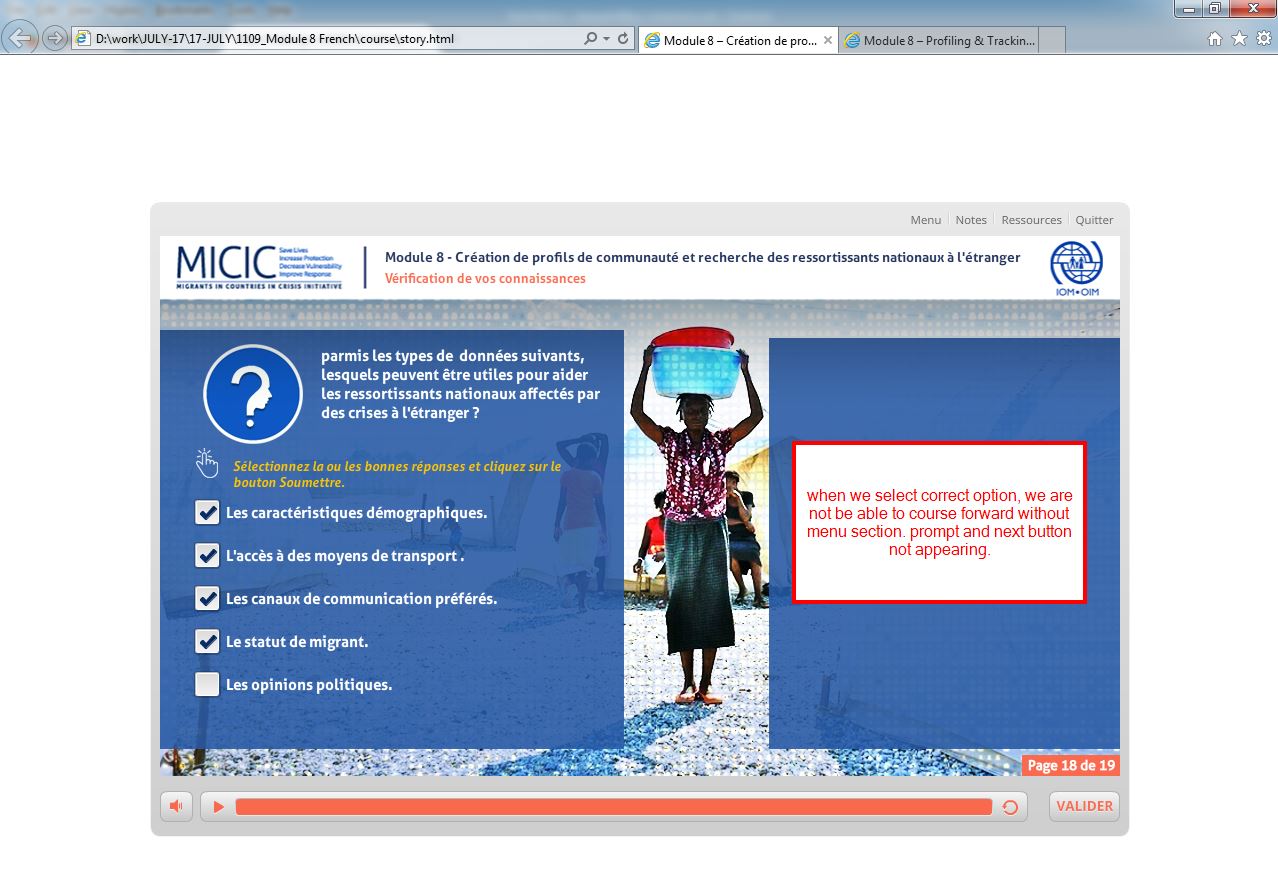 D:\work\JULY-17\17-JULY\1109_Module 8 French\course\story.html
Module 8 – Création de pro...
Module 8 – Profiling & Trackin...
Menu
Notes
Ressources
Quitter
MICIC
Save Lives
Increase Protection
Decrease Vulnerability
Improve Response
MIGRANTS IN COUNTRIES IN CRISIS INITIATIVE
Module 8 - Création de profils de communauté et recherche des ressortissants nationaux à l'étranger
Vérification de vos connaissances
IOM•OIM
parmis les types de données suivants,
lesquels peuvent être utiles pour aider
les ressortissants nationaux affectés par
des crises à l'étranger ?
Sélectionnez la ou les bonnes réponses et cliquez sur le
bouton Soumettre.
Les caractéristiques démographiques.
L'accès à des moyens de transport .
Les canaux de communication préférés.
Le statut de migrant.
Les opinions politiques.
when we select correct option, we are
not be able to course forward without
menu section. prompt and next button
not appearing.
Page 18 de 19
VALIDER